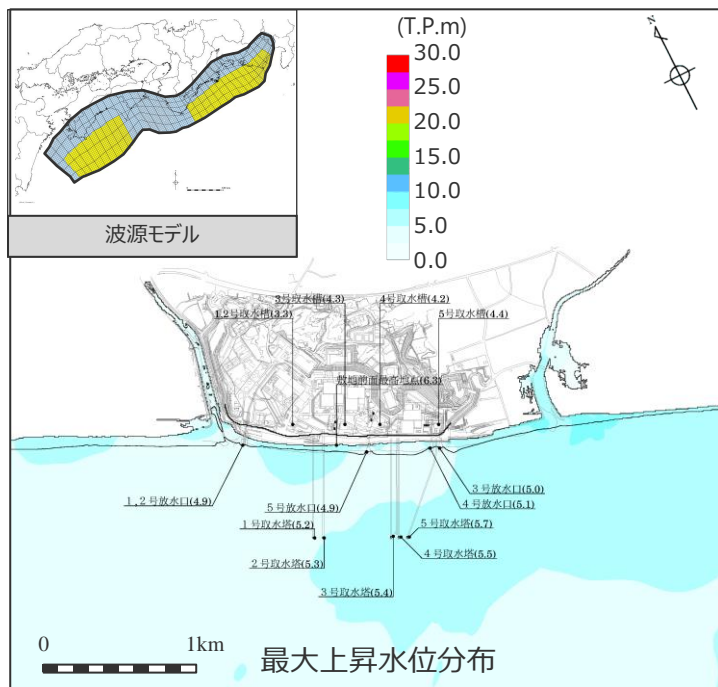 (T.P.m)
30.0
25.0
20.0
15.0
10.0
5.0
0.0
N
波源モデル
3号取水槽(4.3)
4号取水槽(4.2)
1,2号取水槽(3.3)
5号取水槽(4.4)
敷地前面最高地点(6.3)
1,2号放水口(4.9)
5号放水口(4.9)
3号放水口(5.0)
4号放水口(5.1)
1号取水塔(5.2)
2号取水塔(5.3)
3号取水塔(5.4)
4号取水塔(5.5)
5号取水塔(5.7)
0 1km
最大上昇水位分布